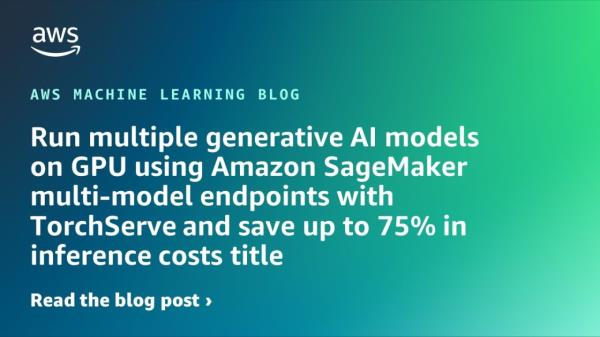 aws
AWS MACHINE LEARNING BLOG
Run multiple generative AI models
on GPU using Amazon SageMaker
multi-model endpoints with
TorchServe and save up to 75% in
inference costs title
Read the blog post ›